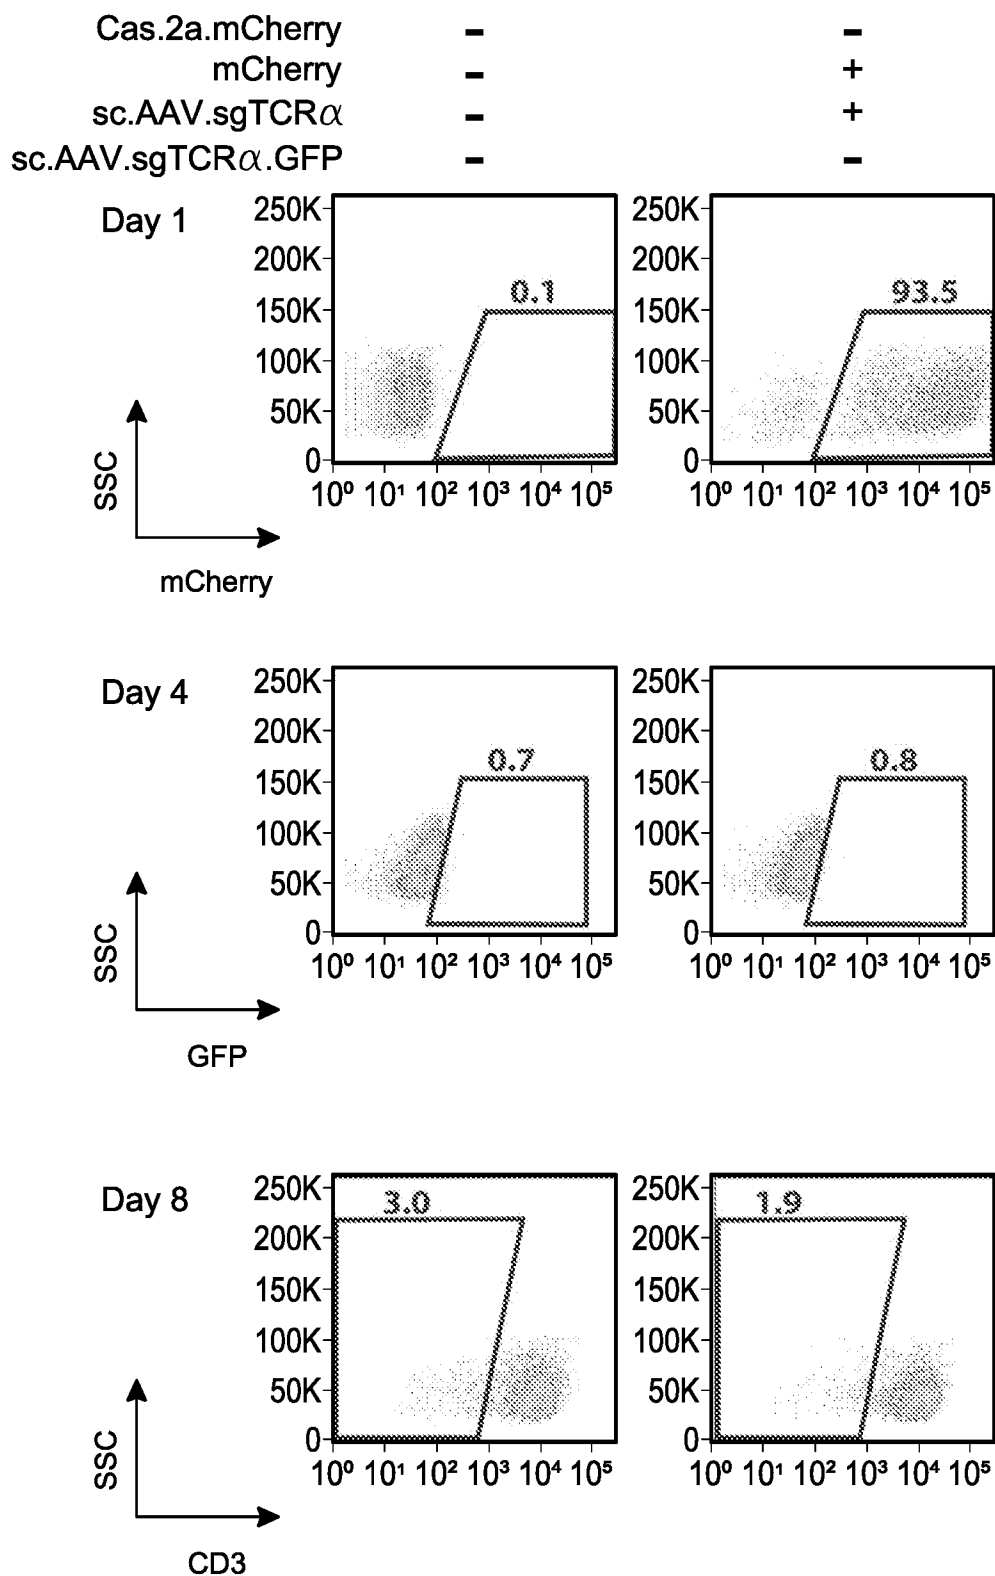 Cas.2a.mCherry - -
mCherry - +
sc.AAV.sgTCRα - +
sc.AAV.sgTCRα.GFP - -
Day 1
250K
200K
150K
100K
50K
0
0.1
10⁰ 10¹ 10² 10³ 10⁴ 10⁵
250K
200K
150K
100K
50K
0
93.5
10⁰ 10¹ 10² 10³ 10⁴ 10⁵
SSC
mCherry
Day 4
250K
200K
150K
100K
50K
0
0.7
10⁰ 10¹ 10² 10³ 10⁴ 10⁵
250K
200K
150K
100K
50K
0
0.8
10⁰ 10¹ 10² 10³ 10⁴ 10⁵
SSC
GFP
Day 8
250K
200K
150K
100K
50K
0
3.0
10⁰ 10¹ 10² 10³ 10⁴ 10⁵
250K
200K
150K
100K
50K
0
1.9
10⁰ 10¹ 10² 10³ 10⁴ 10⁵
SSC
CD3